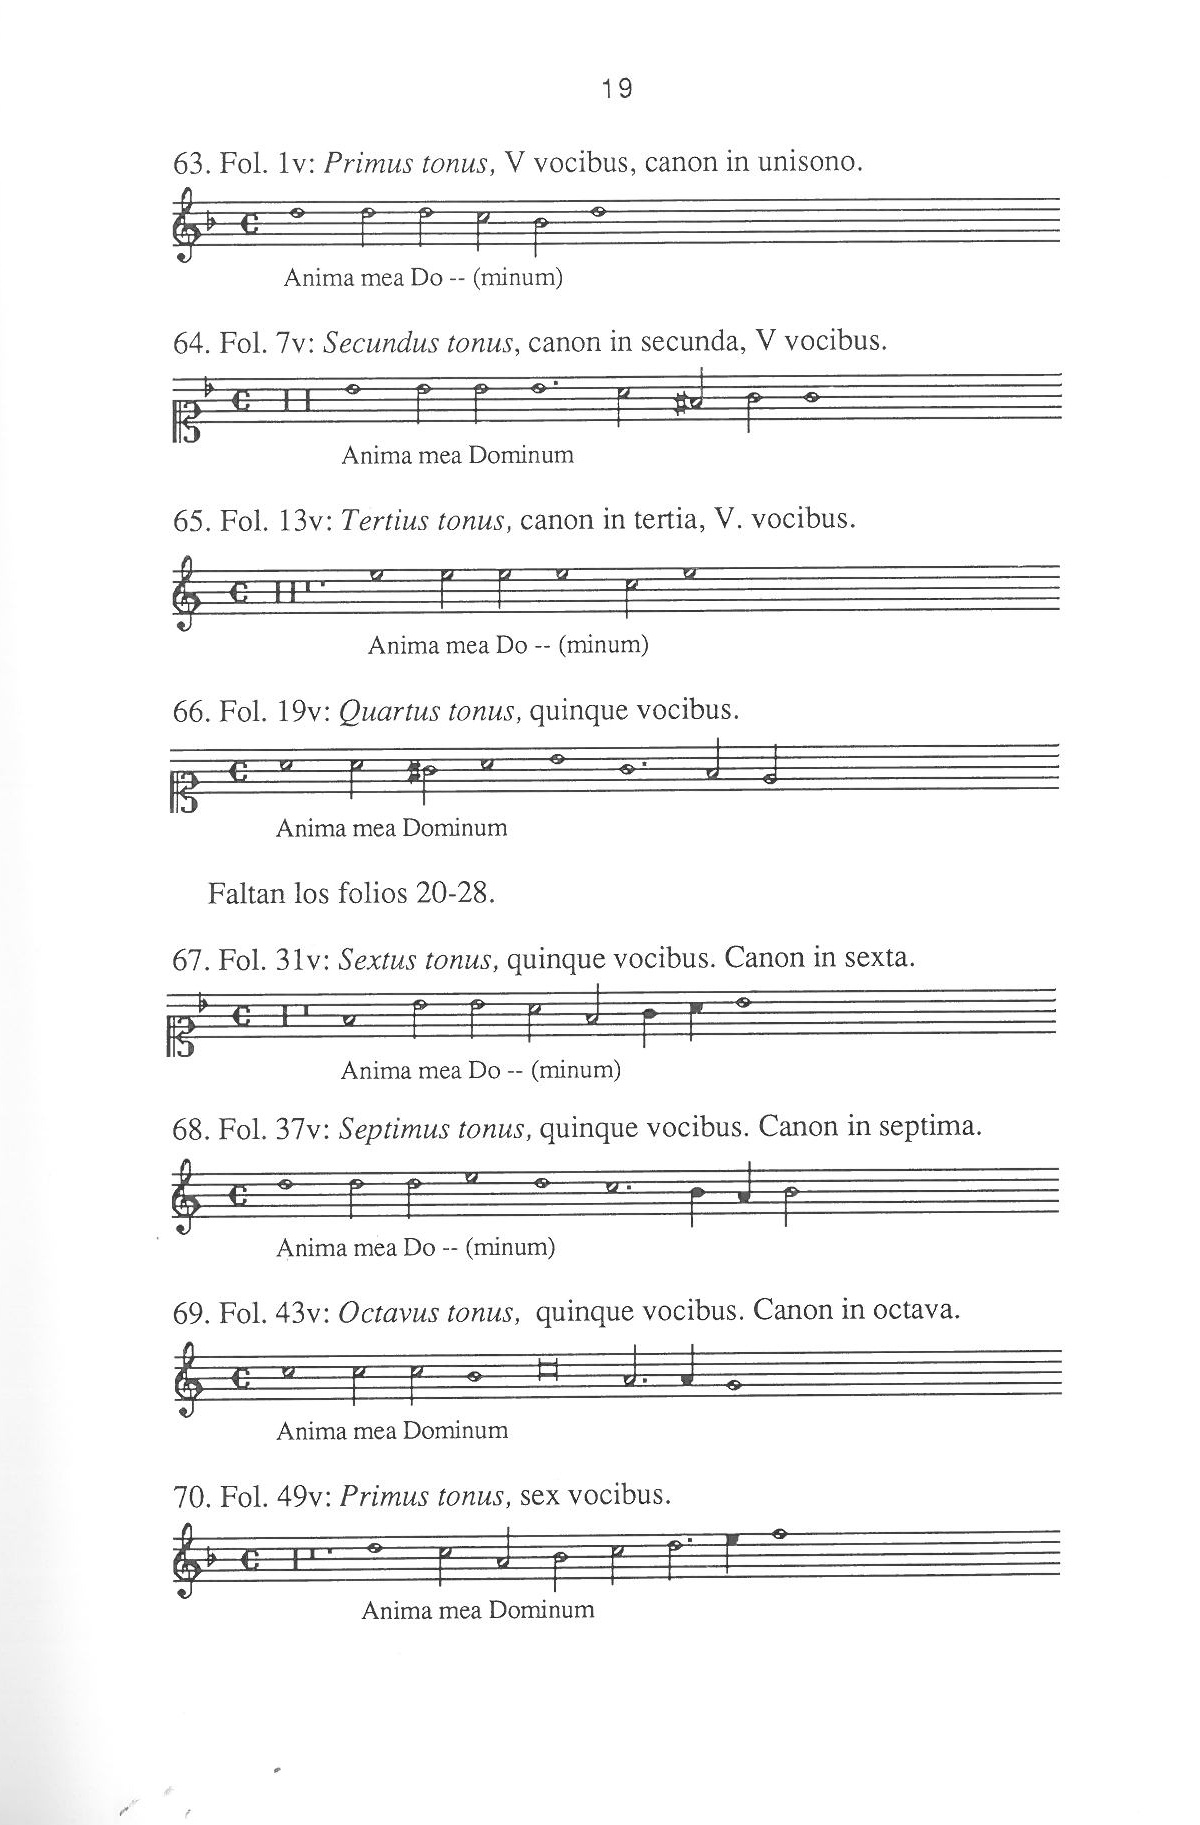 19
63. Fol. 1v: Primus tonus, V vocibus, canon in unisono.
Anima mea Do -- (minum)
64. Fol. 7v: Secundus tonus, canon in secunda, V vocibus.
Anima mea Dominum
65. Fol. 13v: Tertius tonus, canon in tertia, V. vocibus.
Anima mea Do -- (minum)
66. Fol. 19v: Quartus tonus, quinque vocibus.
Anima mea Dominum
Faltan los folios 20-28.
67. Fol. 31v: Sextus tonus, quinque vocibus. Canon in sexta.
Anima mea Do -- (minum)
68. Fol. 37v: Septimus tonus, quinque vocibus. Canon in septima.
Anima mea Do -- (minum)
69. Fol. 43v: Octavus tonus, quinque vocibus. Canon in octava.
Anima mea Dominum
70. Fol. 49v: Primus tonus, sex vocibus.
Anima mea Dominum